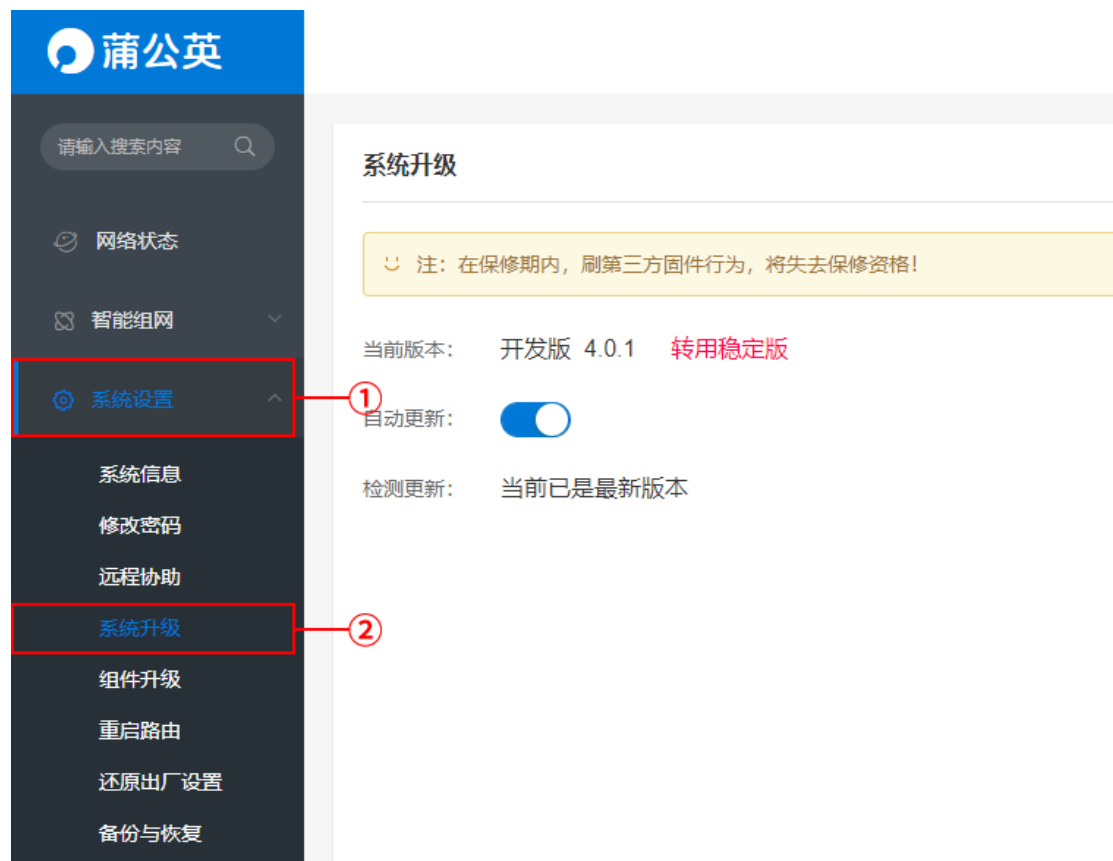 蒲公英
请输入搜索内容
网络状态
智能组网
系统设置
系统信息
修改密码
远程协助
系统升级
组件升级
重启路由
还原出厂设置
备份与恢复
①
②
系统升级
注：在保修期内，刷第三方固件行为，将失去保修资格！
当前版本： 开发版 4.0.1 转用稳定版
自动更新：
检测更新： 当前已是最新版本